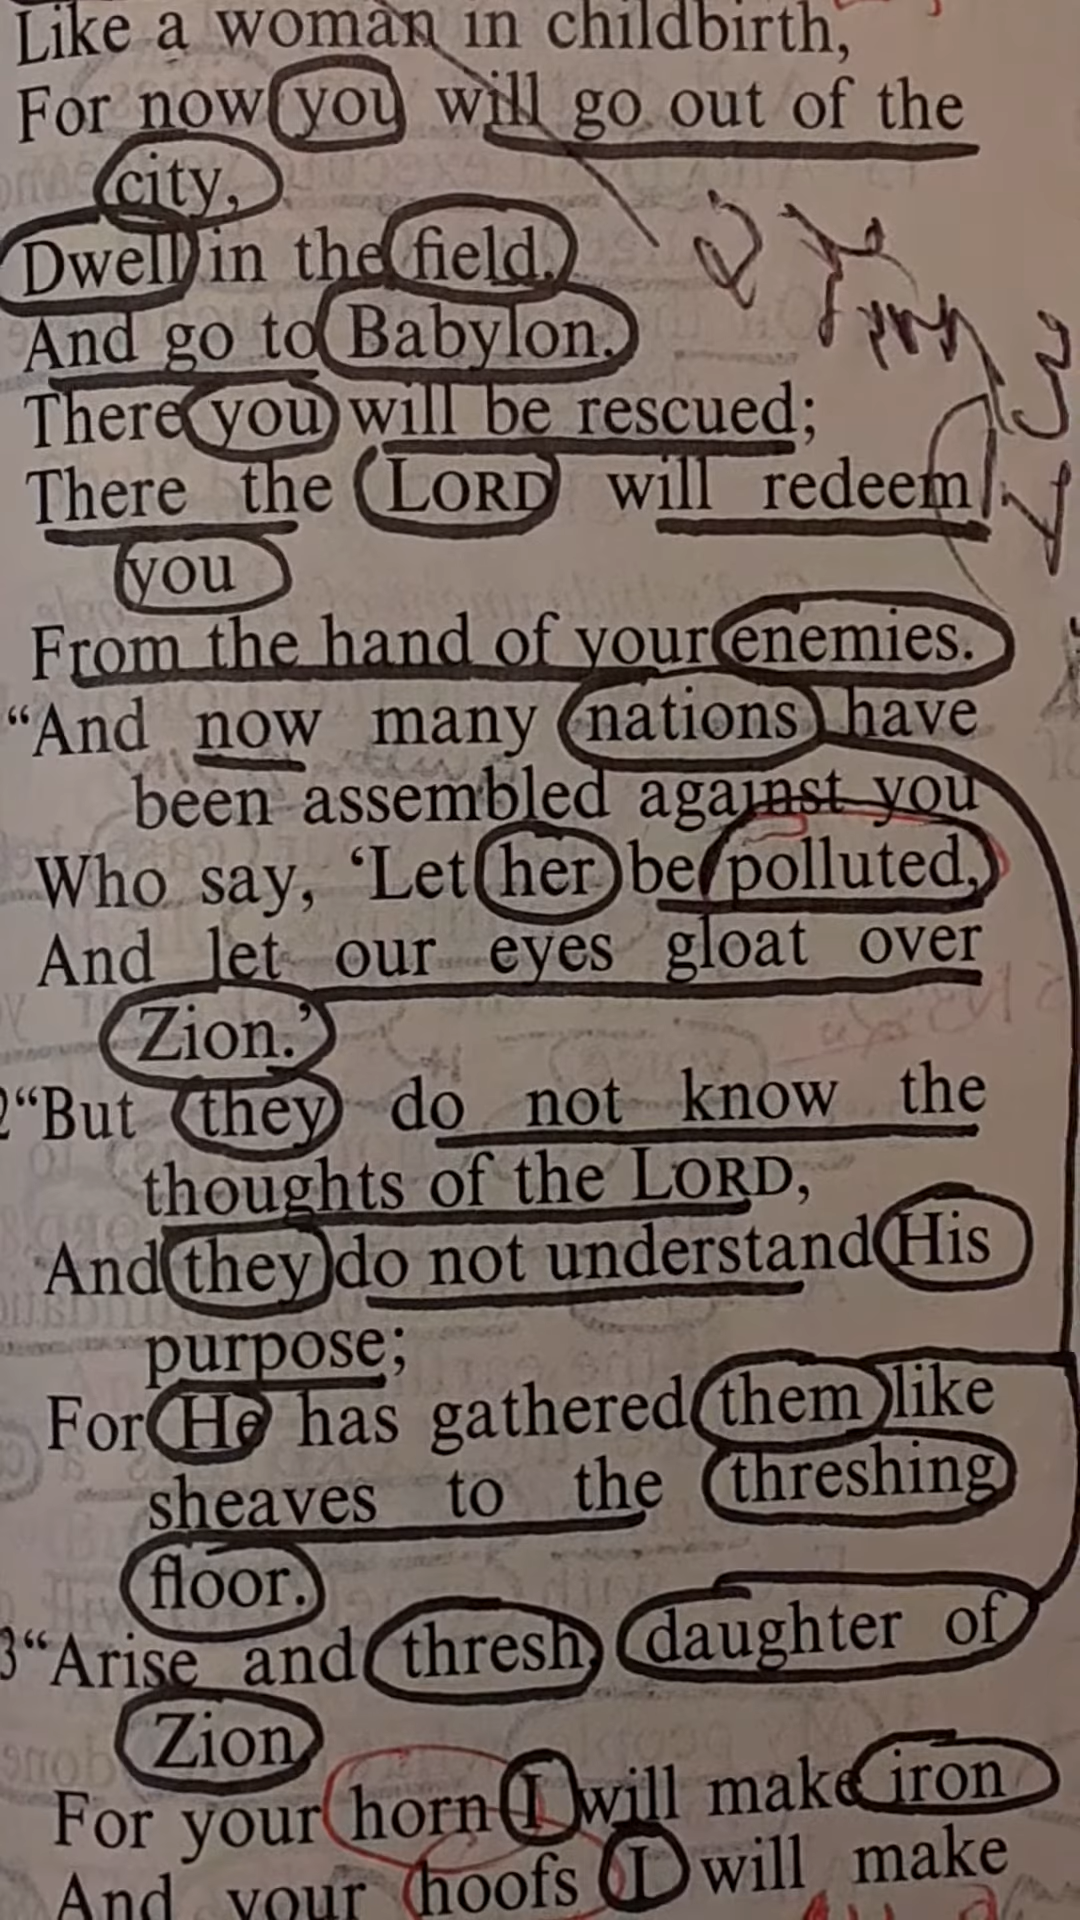 Like a woman in childbirth,
For now you will go out of the
city,
Dwell in the field,
And go to Babylon.
There you will be rescued;
There the LORD will redeem
you
From the hand of your enemies.
“And now many nations have
been assembled against you
Who say, ‘Let her be polluted,
And let our eyes gloat over
Zion.’
2“But they do not know the
thoughts of the LORD,
And they do not understand His
purpose;
For He has gathered them like
sheaves to the threshing
floor.
3“Arise and thresh, daughter of
Zion
For your horn I will make iron
And your hoofs I will make